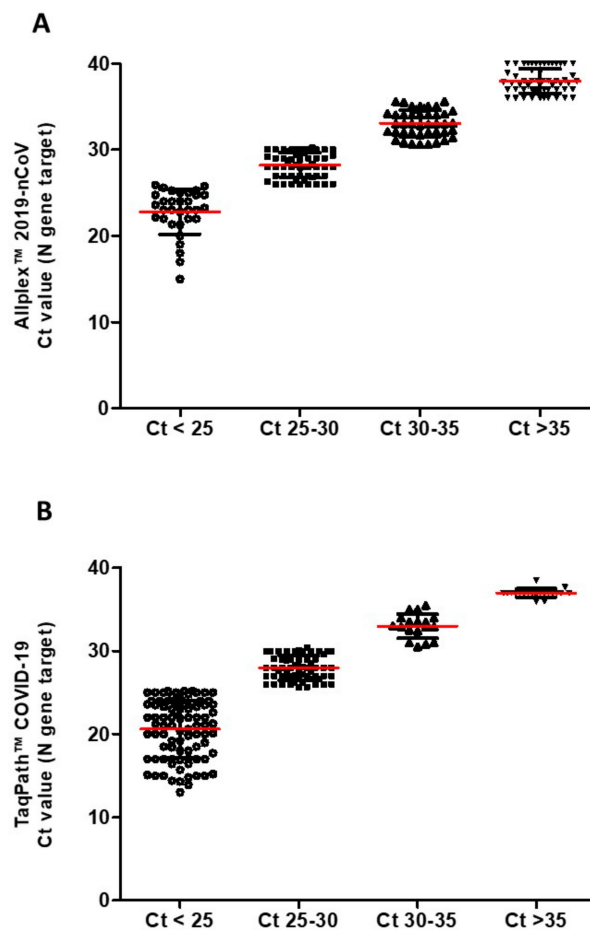 A
Allplex™ 2019-nCoV
Ct value (N gene target)
40
30
20
10
0
Ct < 25
Ct 25-30
Ct 30-35
Ct >35
B
TaqPath™ COVID-19
Ct value (N gene target)
40
30
20
10
0
Ct < 25
Ct 25-30
Ct 30-35
Ct >35